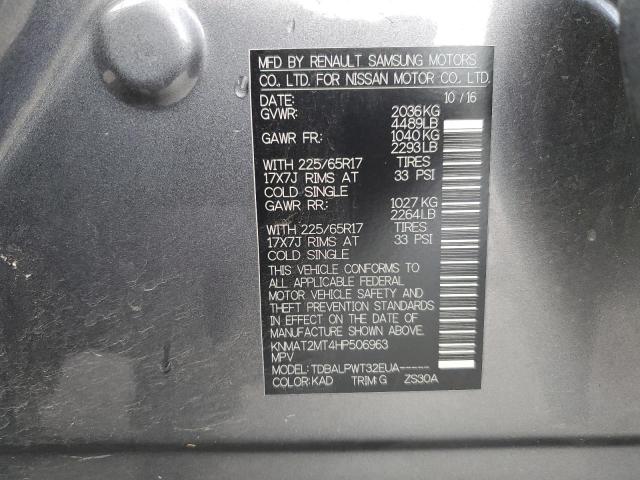 MFD BY RENAULT SAMSUNG MOTORS
CO., LTD. FOR NISSAN MOTOR CO., LTD.
DATE: 10 / 16
GVWR: 2036KG
4489LB
GAWR FR: 1040KG
2293LB
WITH 225/65R17 TIRES
17X7J RIMS AT 33 PSI
COLD SINGLE
GAWR RR: 1027 KG
2264LB
WITH 225/65R17 TIRES
17X7J RIMS AT 33 PSI
COLD SINGLE
THIS VEHICLE CONFORMS TO
ALL APPLICABLE FEDERAL
MOTOR VEHICLE SAFETY AND
THEFT PREVENTION STANDARDS
IN EFFECT ON THE DATE OF
MANUFACTURE SHOWN ABOVE.
KNMAT2MT4HP506963
MPV
MODEL: TDBALPWT32EUA-----
COLOR: KAD TRIM: G ZS30A